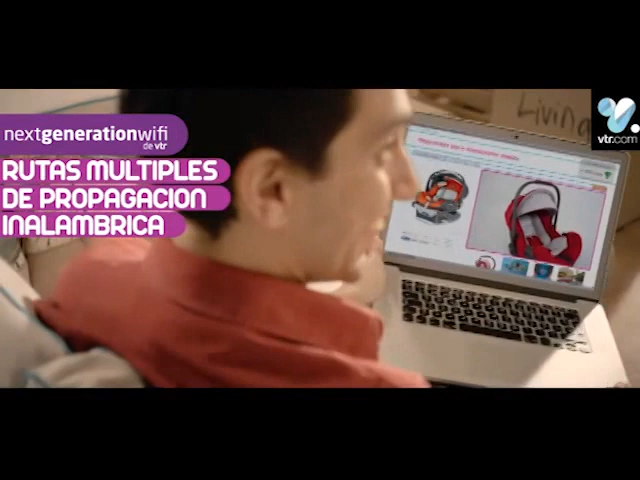 nextgenerationwifi
de vtr
RUTAS MULTIPLES
DE PROPAGACION
INALAMBRICA
vtr.com
Living